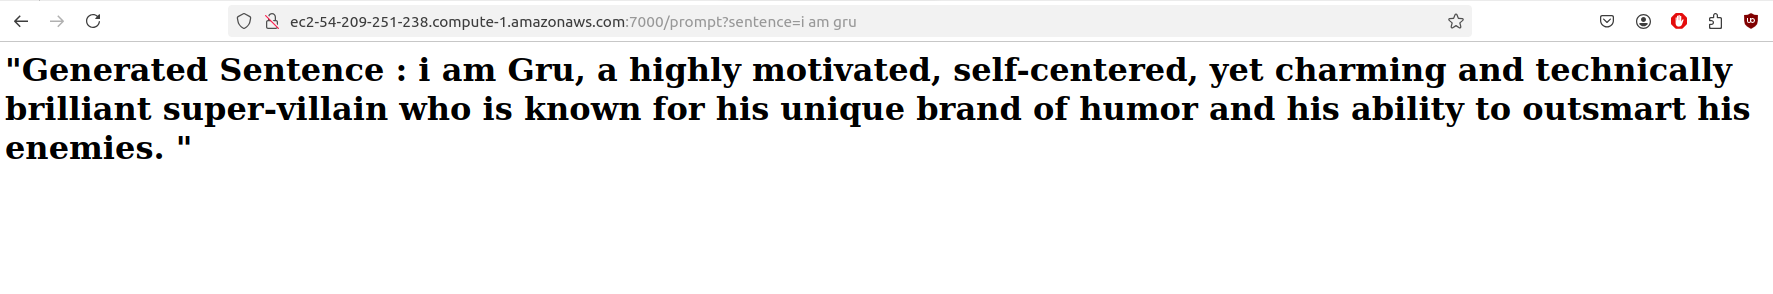 ec2-54-209-251-238.compute-1.amazonaws.com:7000/prompt?sentence=i am gru
"Generated Sentence : i am Gru, a highly motivated, self-centered, yet charming and technically
brilliant super-villain who is known for his unique brand of humor and his ability to outsmart his
enemies. "